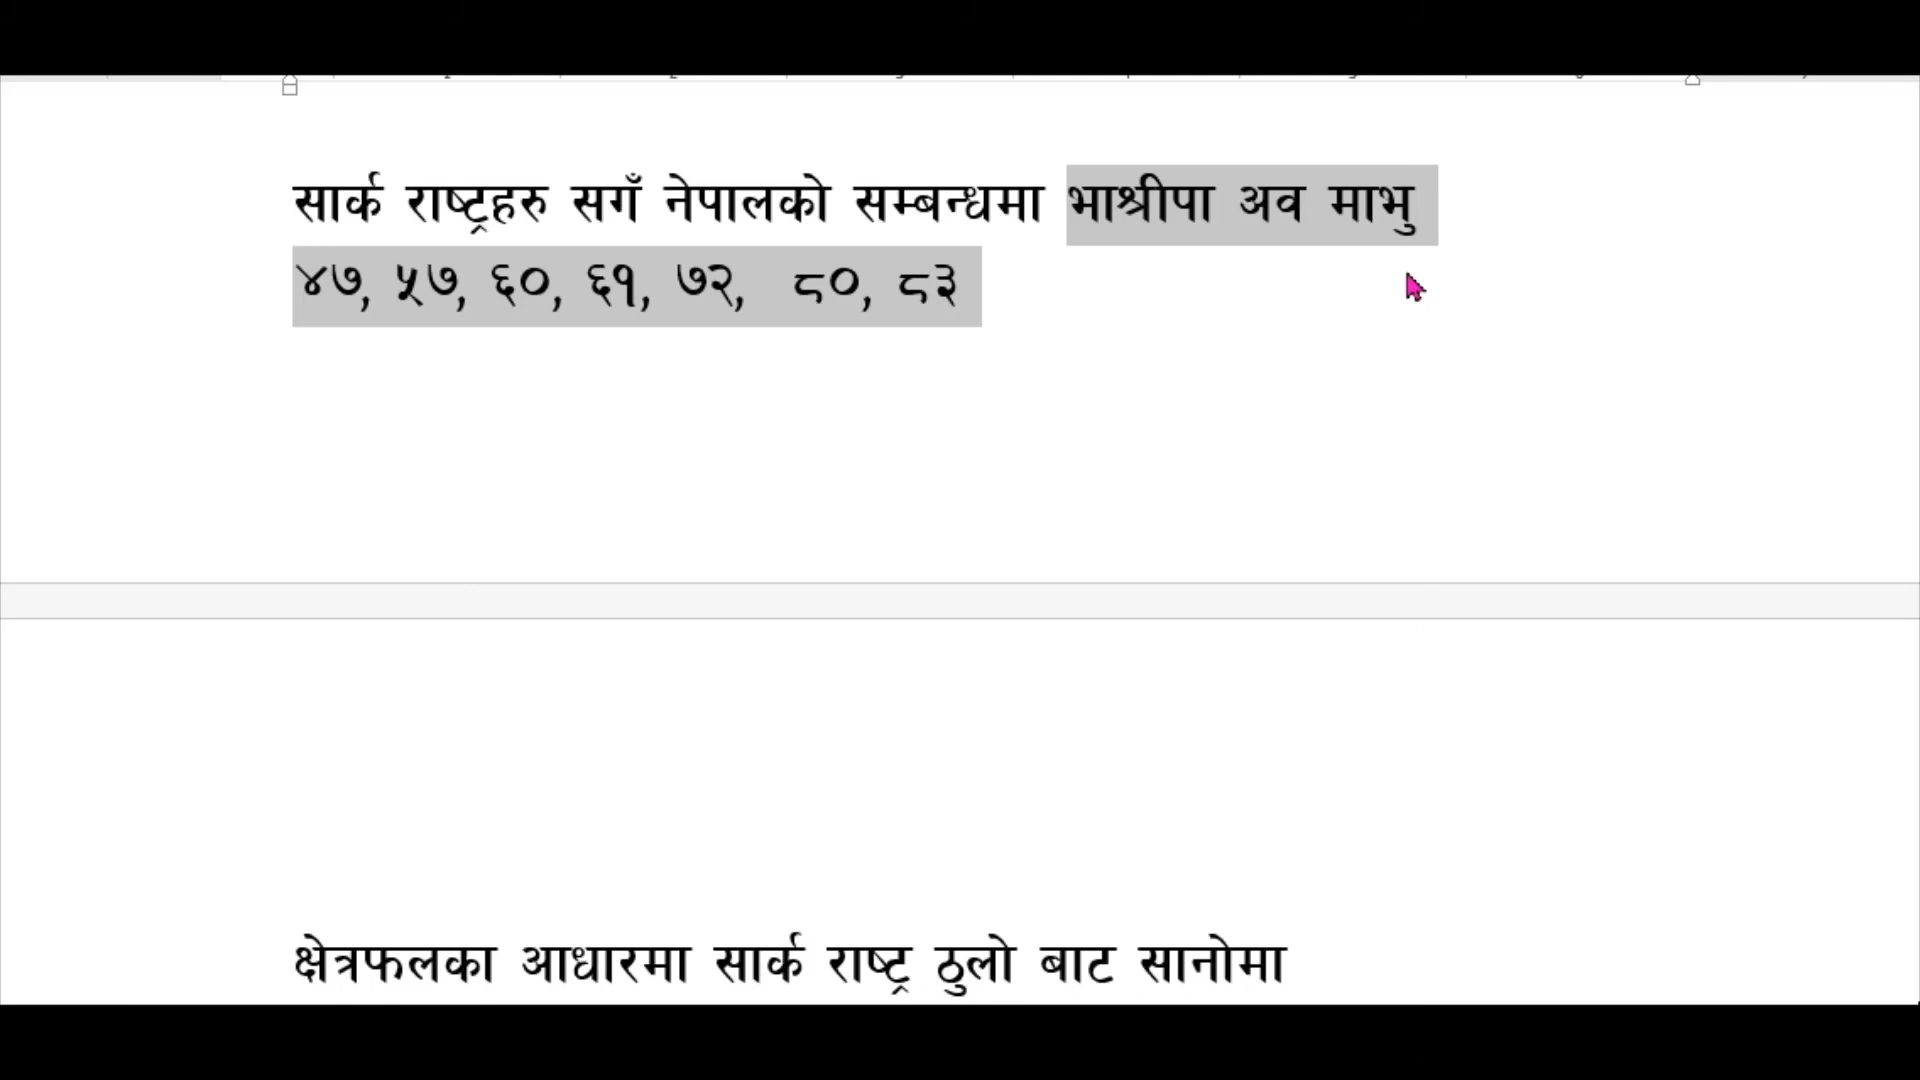 सार्क राष्ट्रहरु सगँ नेपालको सम्बन्धमा भाश्रीपा अव माभु
४७, ५७, ६०, ६१, ७२, ८०, ८३
क्षेत्रफलका आधारमा सार्क राष्ट्र ठुलो बाट सानोमा